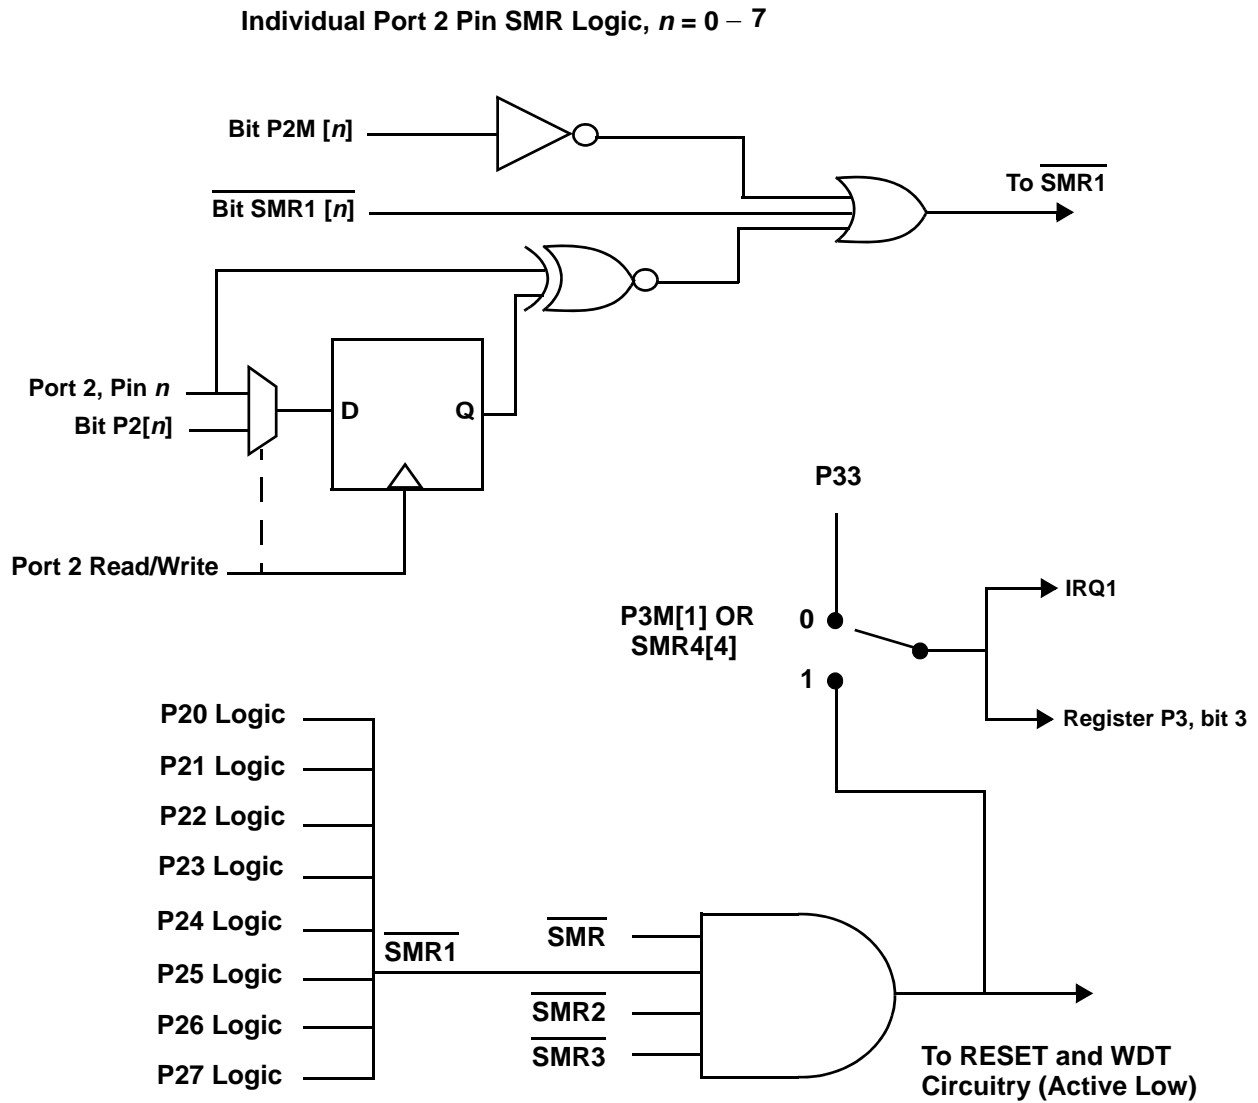 Individual Port 2 Pin SMR Logic, n = 0 – 7
Bit P2M [n]
Bit SMR1 [n]
To SMR1
Port 2, Pin n
Bit P2[n]
D
Q
Port 2 Read/Write
P33
P3M[1] OR
SMR4[4]
0
1
IRQ1
Register P3, bit 3
P20 Logic
P21 Logic
P22 Logic
P23 Logic
P24 Logic
P25 Logic
P26 Logic
P27 Logic
SMR1
SMR
SMR2
SMR3
To RESET and WDT
Circuitry (Active Low)